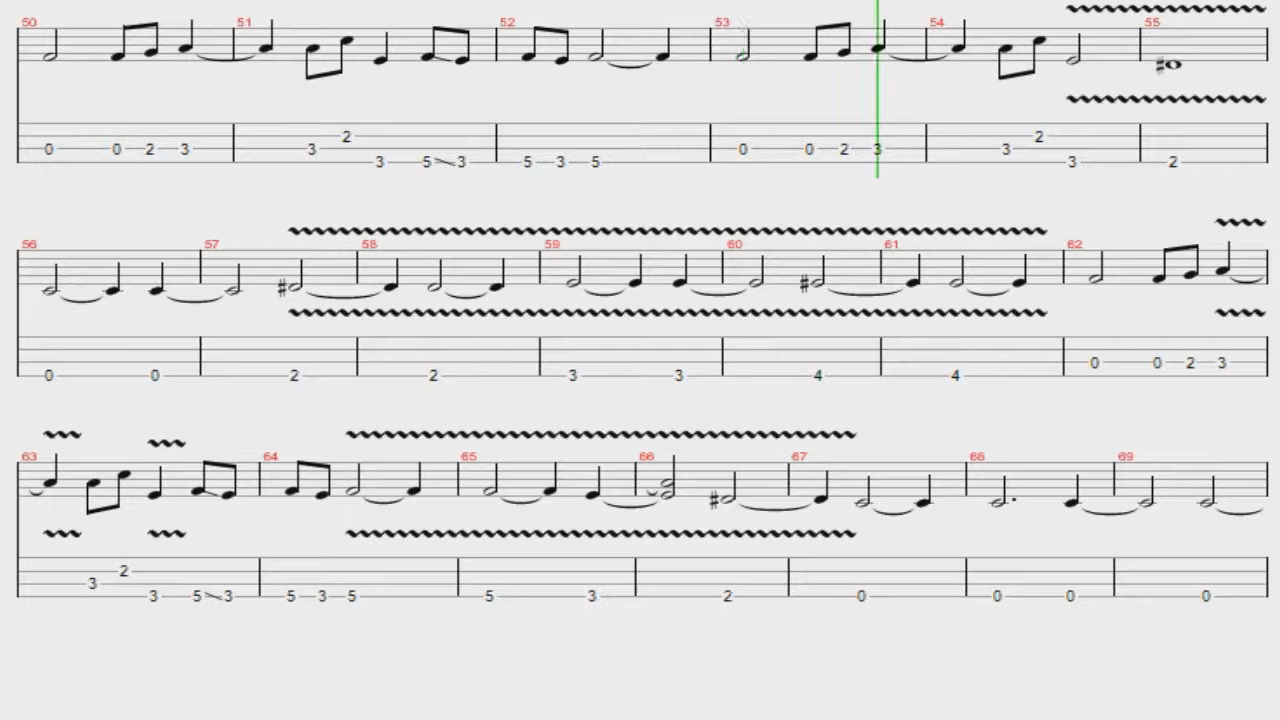 50 51 52 53 54 55
2 2
0 0 2 3 3 0 0 2 3 3
3 5 3 5 3 5 3 2
56 57 58 59 60 61 62
0 0 2 3
0 0 2 2 3 3 4 4
63 64 65 66 67 68 69
2
3
3 5 3 5 3 5 5 3 2 0 0 0 0